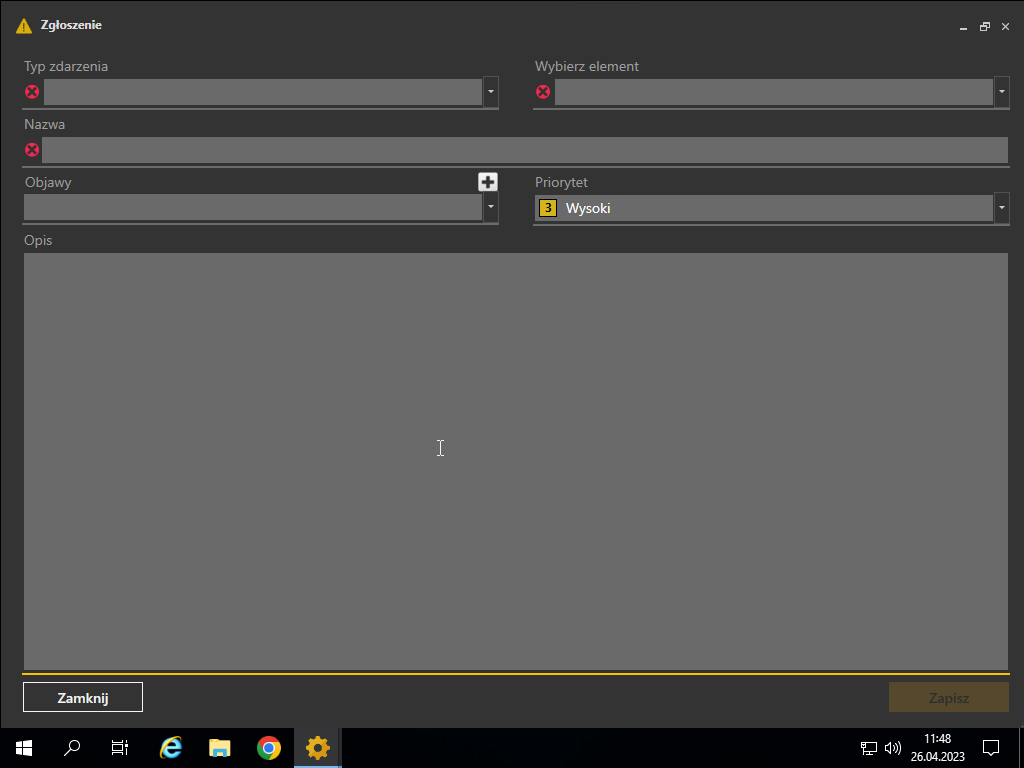 Zgłoszenie
Typ zdarzenia
Wybierz element
Nazwa
Objawy
Priorytet
3 Wysoki
Opis
Zamknij
Zapisz
11:48
26.04.2023